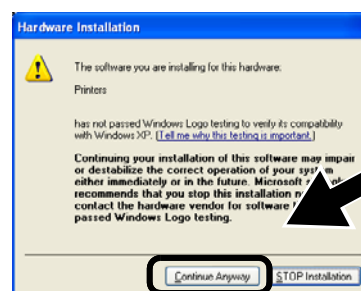 Hardware Installation
The software you are installing for this hardware:
Printers
has not passed Windows Logo testing to verify its compatibility
with Windows XP. (Tell me why this testing is important.)
Continuing your installation of this software may impair
or destabilize the correct operation of your system
either immediately or in the future. Microsoft
recommends that you stop this installation
contact the hardware vendor for software
passed Windows Logo testing.
Continue Anyway
STOP Installation